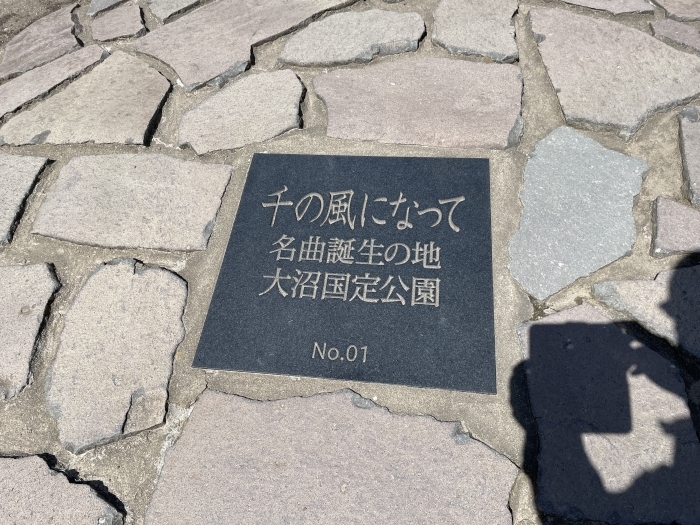 千の風になって
名曲誕生の地
大沼国定公園
No.01